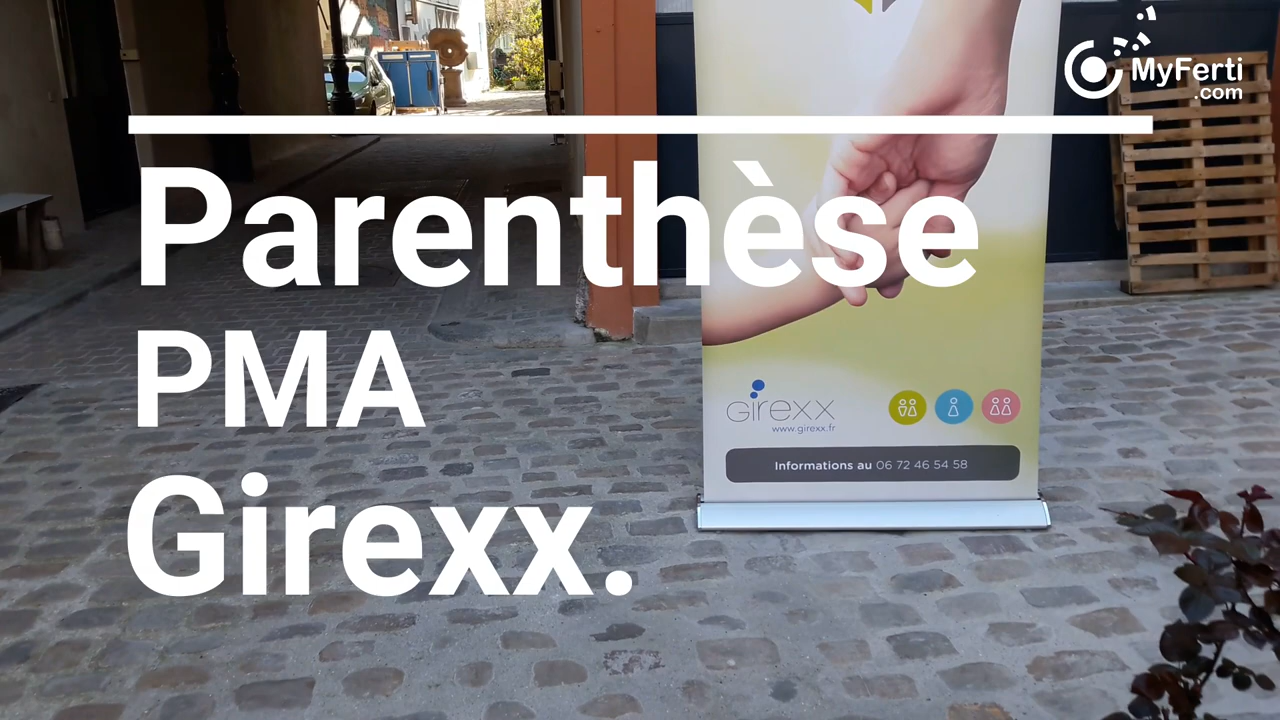 MyFerti
.com
Parenthèse
PMA
Girexx.
Girexx
www.girexx.fr
Informations au 06 72 46 54 58